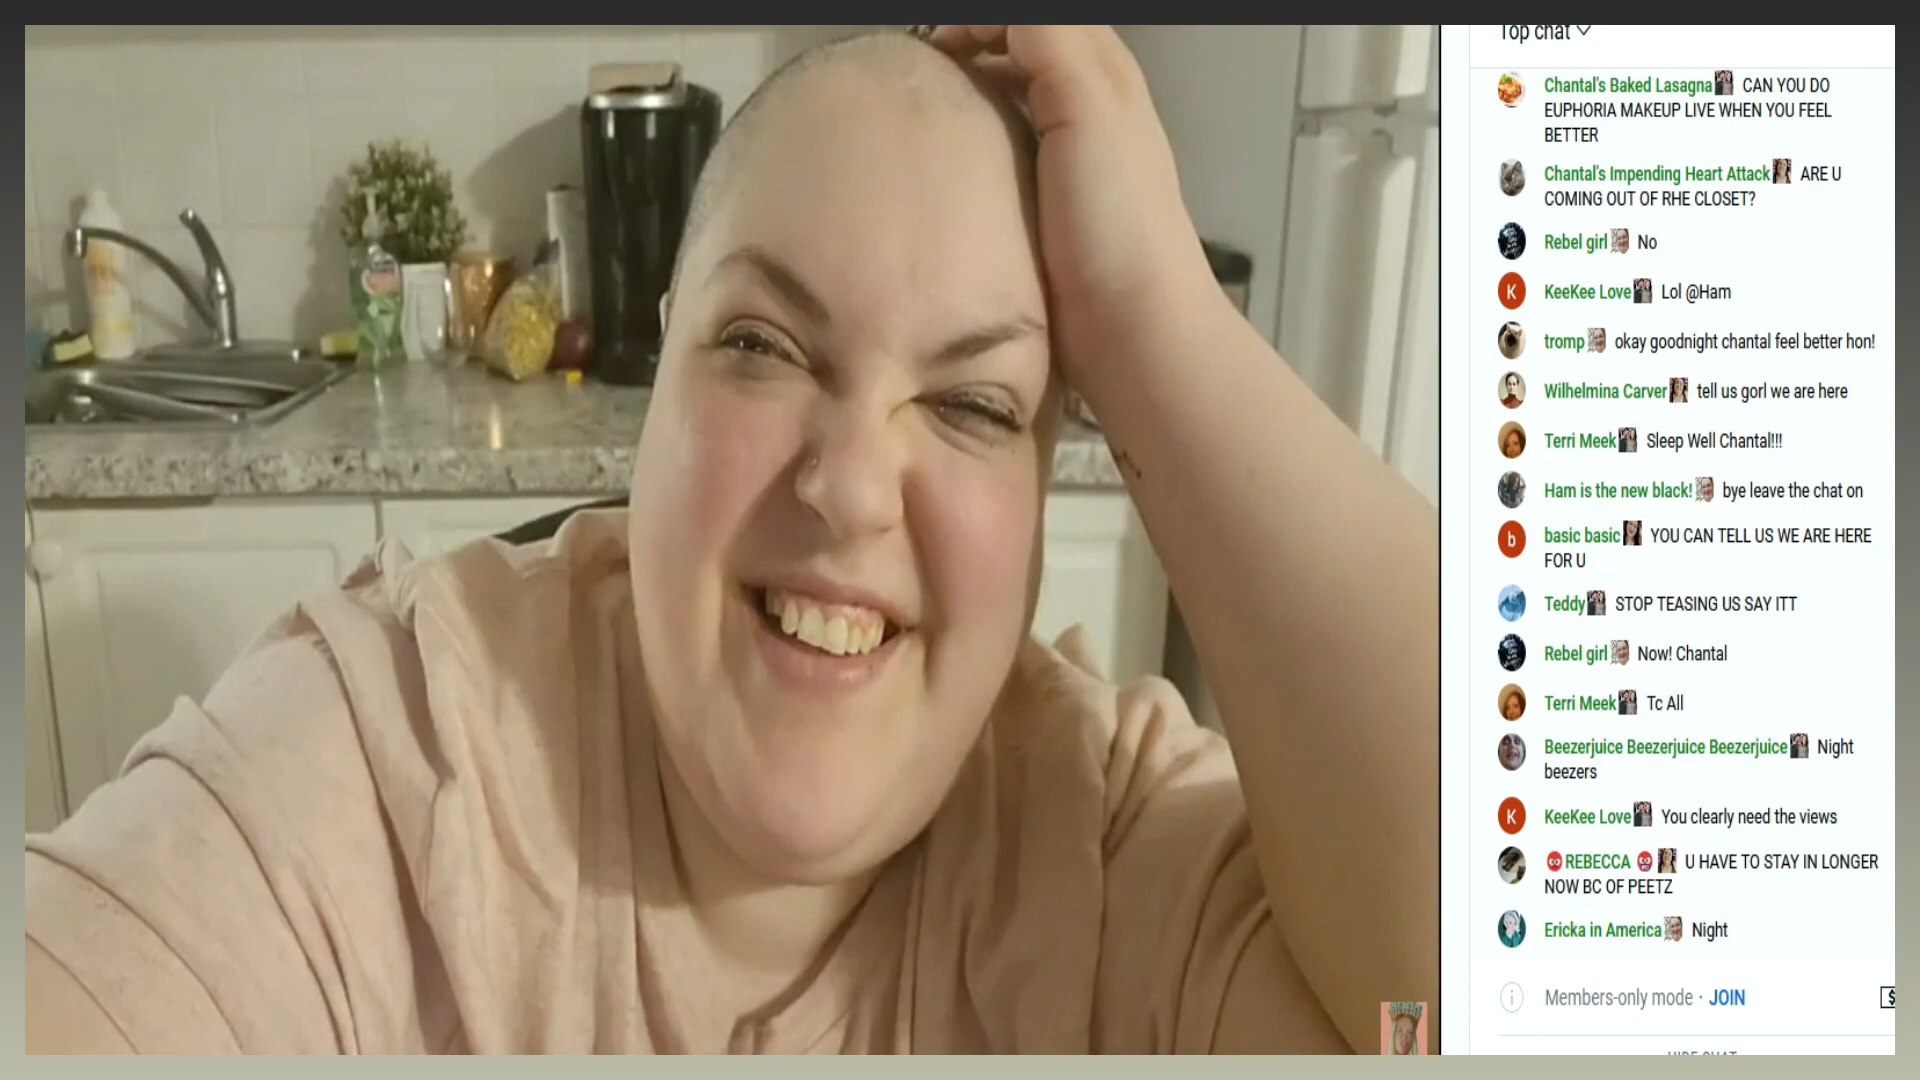 Top chat
Chantal's Baked Lasagna CAN YOU DO
EUPHORIA MAKEUP LIVE WHEN YOU FEEL
BETTER
Chantal's Impending Heart Attack ARE U
COMING OUT OF RHE CLOSET?
Rebel girl No
K KeeKee Love Lol @Ham
tromp okay goodnight chantal feel better hon!
Wilhelmina Carver tell us gorl we are here
Terri Meek Sleep Well Chantal!!!
Ham is the new black! bye leave the chat on
b basic basic YOU CAN TELL US WE ARE HERE
FOR U
Teddy STOP TEASING US SAY ITT
Rebel girl Now! Chantal
Terri Meek Tc All
Beezerjuice Beezerjuice Beezerjuice Night
beezers
K KeeKee Love You clearly need the views
REBECCA U HAVE TO STAY IN LONGER
NOW BC OF PEETZ
Ericka in America Night
Members-only mode · JOIN
$
HIDE CHAT